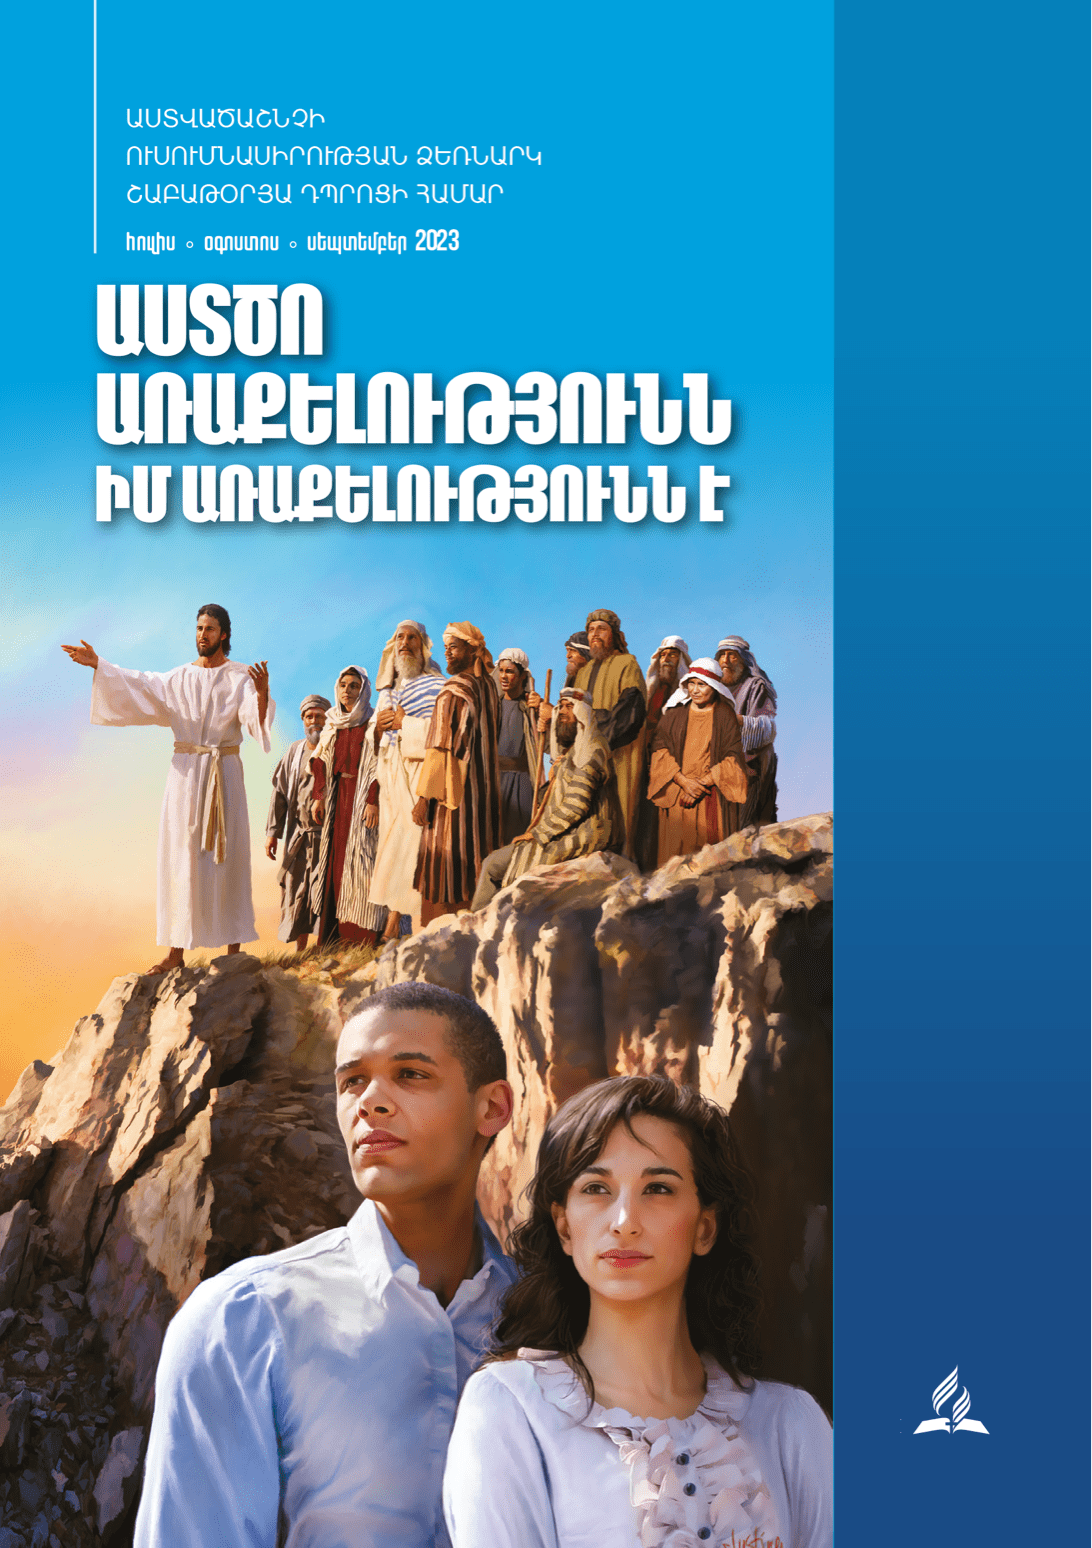 ԱՍՏՎԱԾԱՇՆՉԻ
ՈՒՍՈՒՄՆԱՍԻՐՈՒԹՅԱՆ ՁԵՌՆԱՐԿ
ՇԱԲԱԹՕՐՅԱ ԴՊՐՈՑԻ ՀԱՄԱՐ
հուլիս ◦ օգոստոս ◦ սեպտեմբեր 2023
ԱՍՏԾՈ
ԱՌԱՔԵԼՈՒԹՅՈՒՆՆ
ԻՄ ԱՌԱՔԵԼՈՒԹՅՈՒՆՆ Է